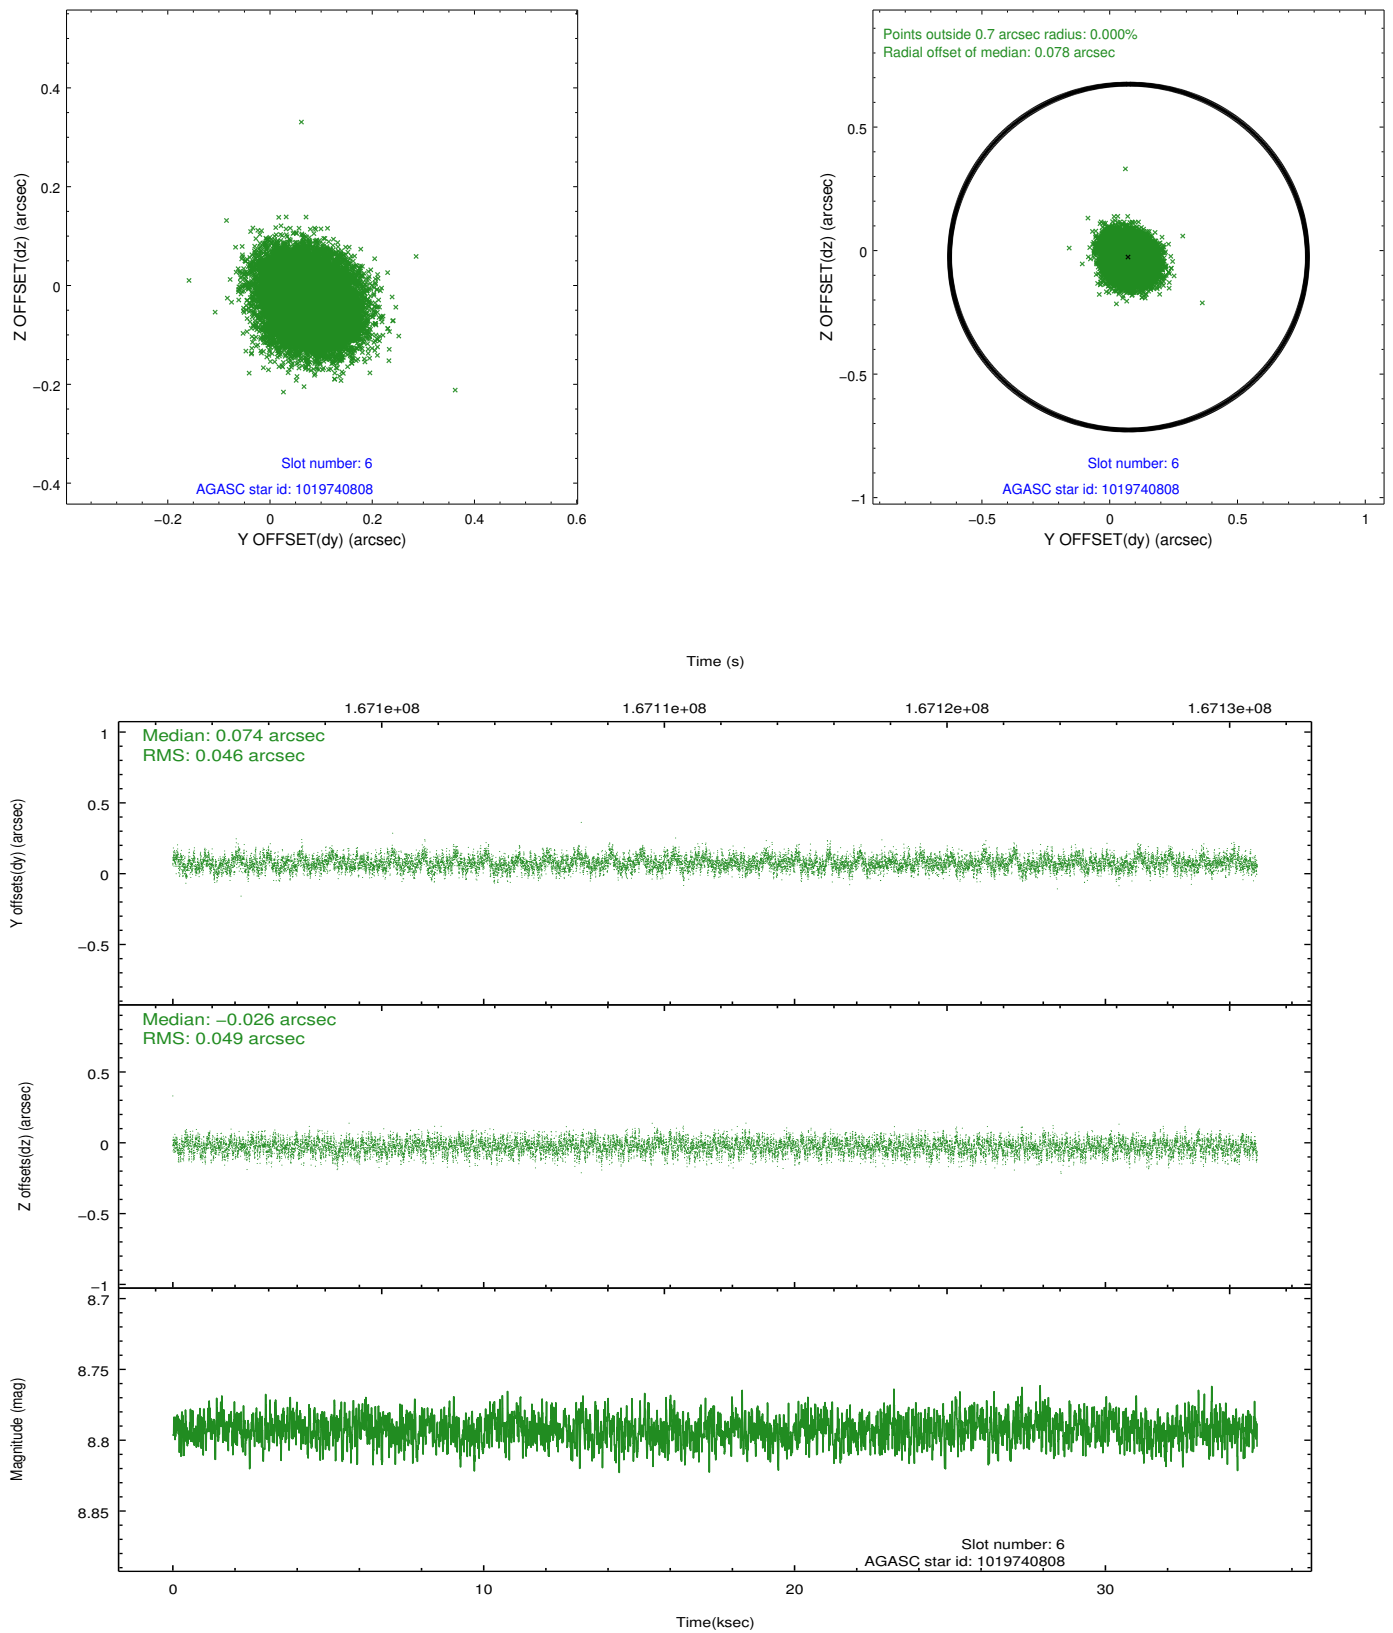 0.4
0.2
0
−0.2
−0.4
Z OFFSET(dz) (arcsec)
−0.2 0 0.2 0.4 0.6
Y OFFSET(dy) (arcsec)
Slot number: 6
AGASC star id: 1019740808
Points outside 0.7 arcsec radius: 0.000%
Radial offset of median: 0.078 arcsec
0.5
0
−0.5
−1
Z OFFSET(dz) (arcsec)
Slot number: 6
AGASC star id: 1019740808
−0.5 0 0.5 1
Y OFFSET(dy) (arcsec)
Time (s)
1.671e+08 1.6711e+08 1.6712e+08 1.6713e+08
Median: 0.074 arcsec
RMS: 0.046 arcsec
1
0.5
0
−0.5
Y offsets(dy) (arcsec)
Median: −0.026 arcsec
RMS: 0.049 arcsec
0.5
0
−0.5
−1
Z offsets(dz) (arcsec)
8.7
8.75
8.8
8.85
Magnitude (mag)
Slot number: 6
AGASC star id: 1019740808
0 10 20 30
Time(ksec)